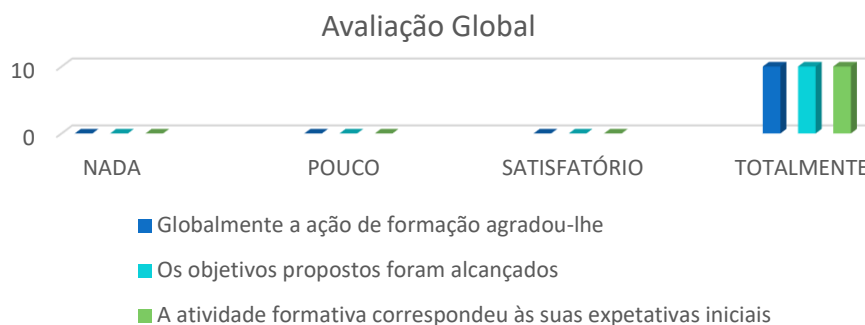 Avaliação Global
10
0
NADA POUCO SATISFATÓRIO TOTALMENTE
Globalmente a ação de formação agradou-lhe
Os objetivos propostos foram alcançados
A atividade formativa correspondeu às suas expetativas iniciais